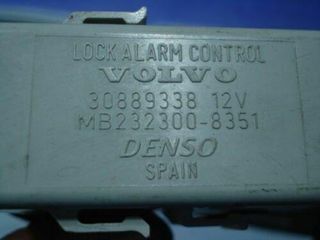 LOCK ALARM CONTROL
VOLVO
30889338 12V
MB232300-8351
DENSO
SPAIN